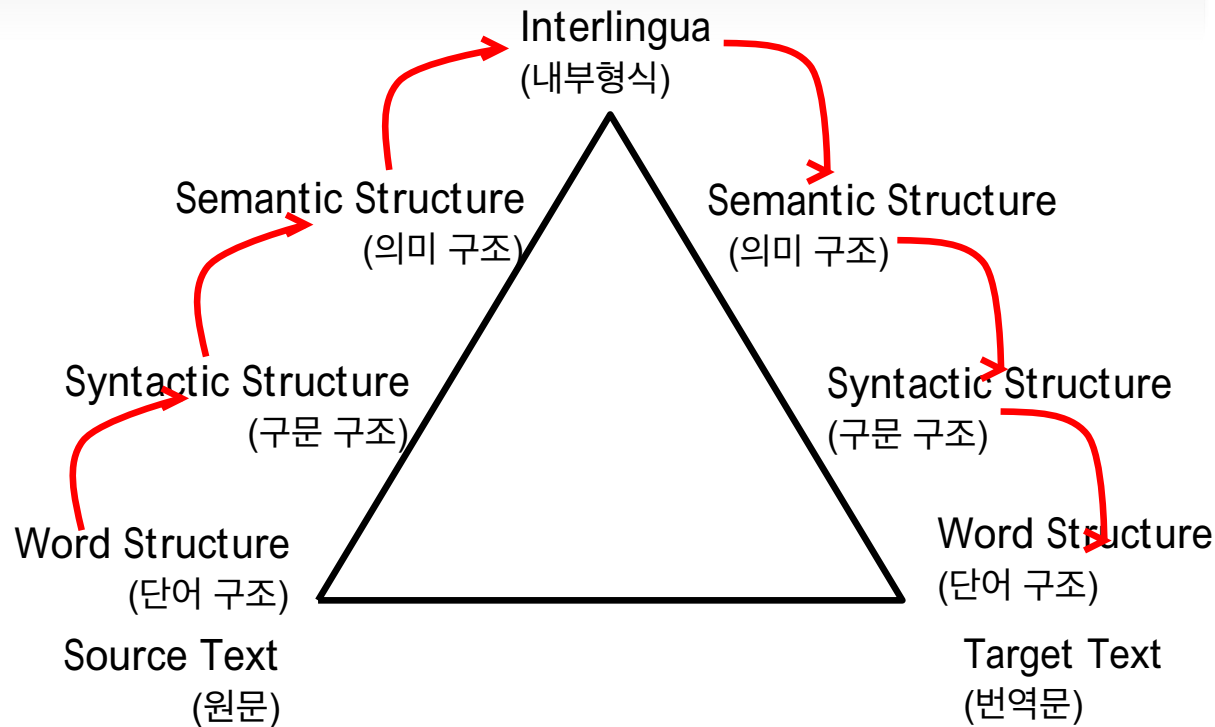 Interlingua
(내부형식)
Semantic Structure
(의미 구조)
Semantic Structure
(의미 구조)
Syntactic Structure
(구문 구조)
Syntactic Structure
(구문 구조)
Word Structure
(단어 구조)
Word Structure
(단어 구조)
Source Text
(원문)
Target Text
(번역문)